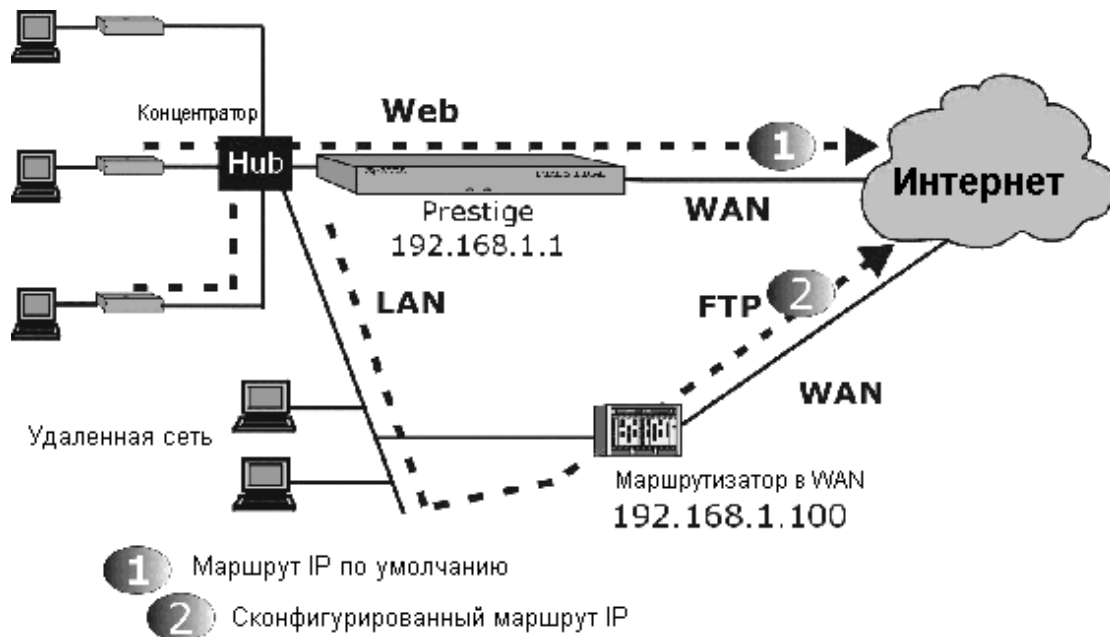 Концентратор
Web
1
Hub
Интернет
Prestige
192.168.1.1
WAN
LAN
FTP
2
WAN
Удаленная сеть
Маршрутизатор в WAN
192.168.1.100
1 Маршрут IP по умолчанию
2 Сконфигурированный маршрут IP